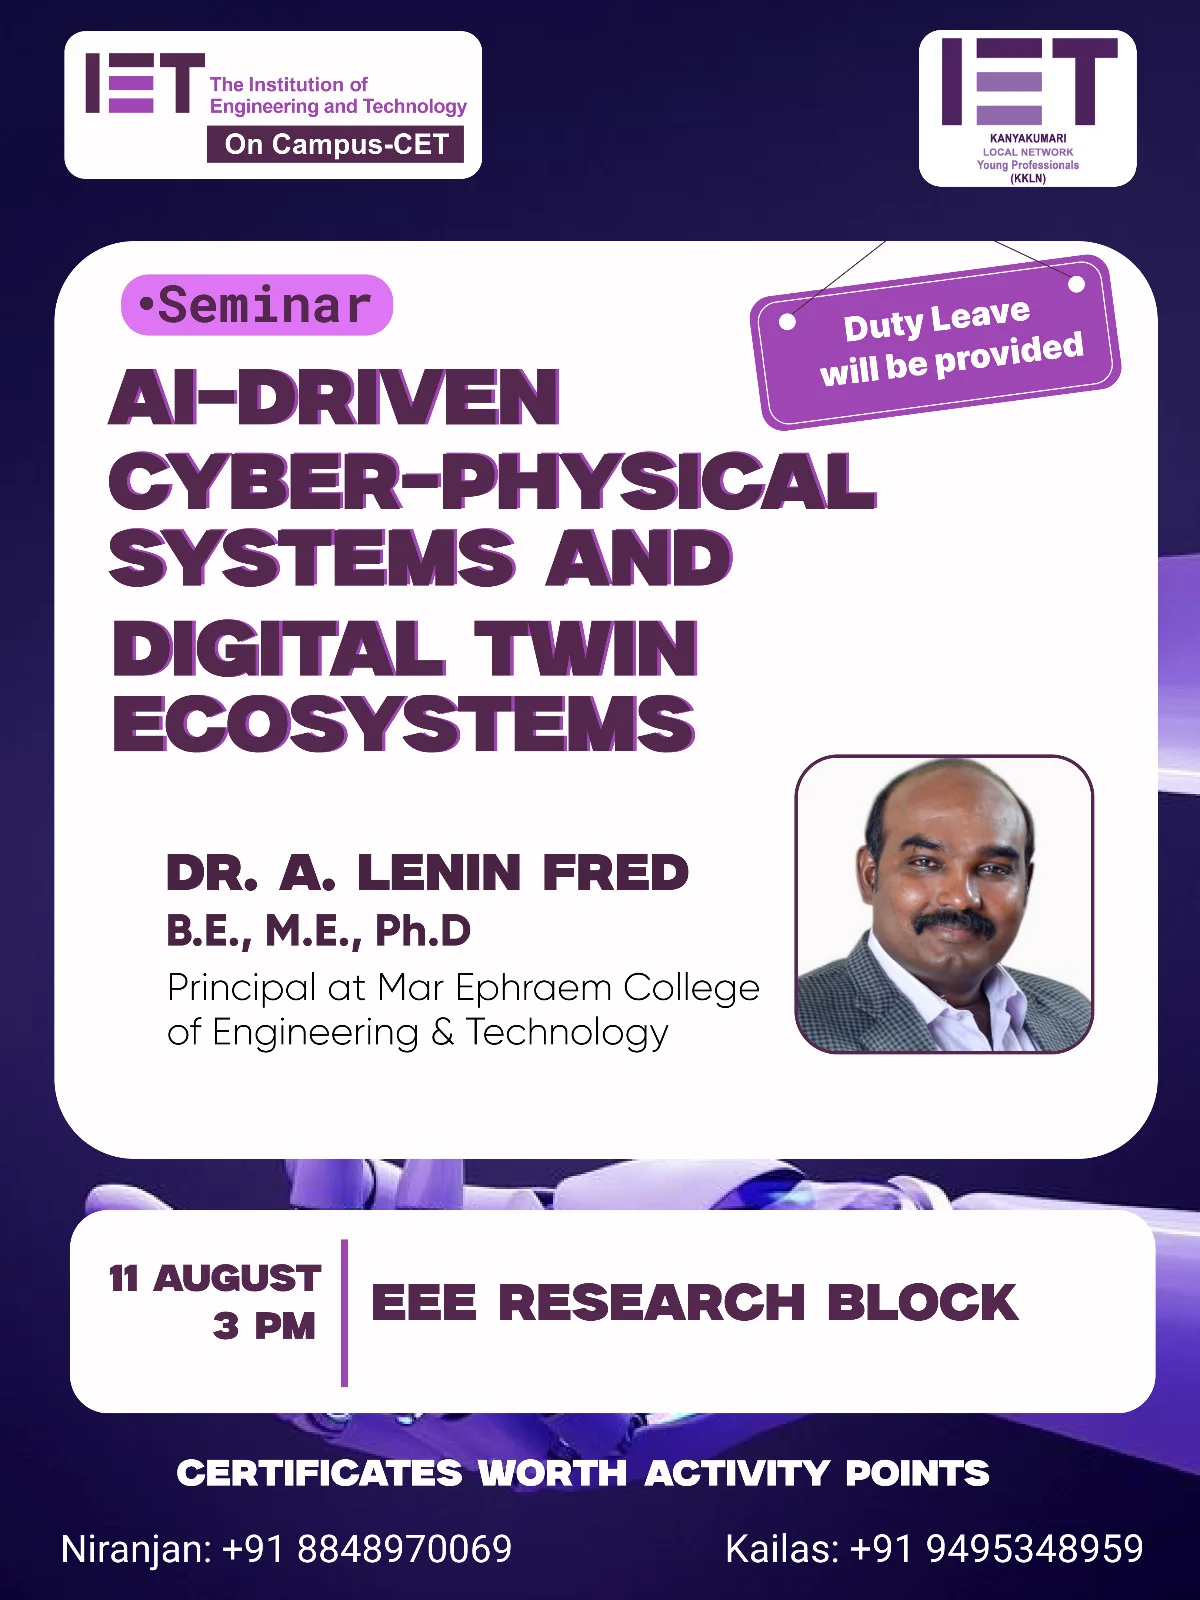 IET
The Institution of
Engineering and Technology
On Campus-CET
IET
KANYAKUMARI
LOCAL NETWORK
Young Professionals
(KKLN)
•Seminar
Duty Leave
will be provided
AI-DRIVEN
CYBER-PHYSICAL
SYSTEMS AND
DIGITAL TWIN
ECOSYSTEMS
DR. A. LENIN FRED
B.E., M.E., Ph.D
Principal at Mar Ephraem College
of Engineering & Technology
11 AUGUST
3 PM
EEE RESEARCH BLOCK
CERTIFICATES WORTH ACTIVITY POINTS
Niranjan: +91 8848970069
Kailas: +91 9495348959